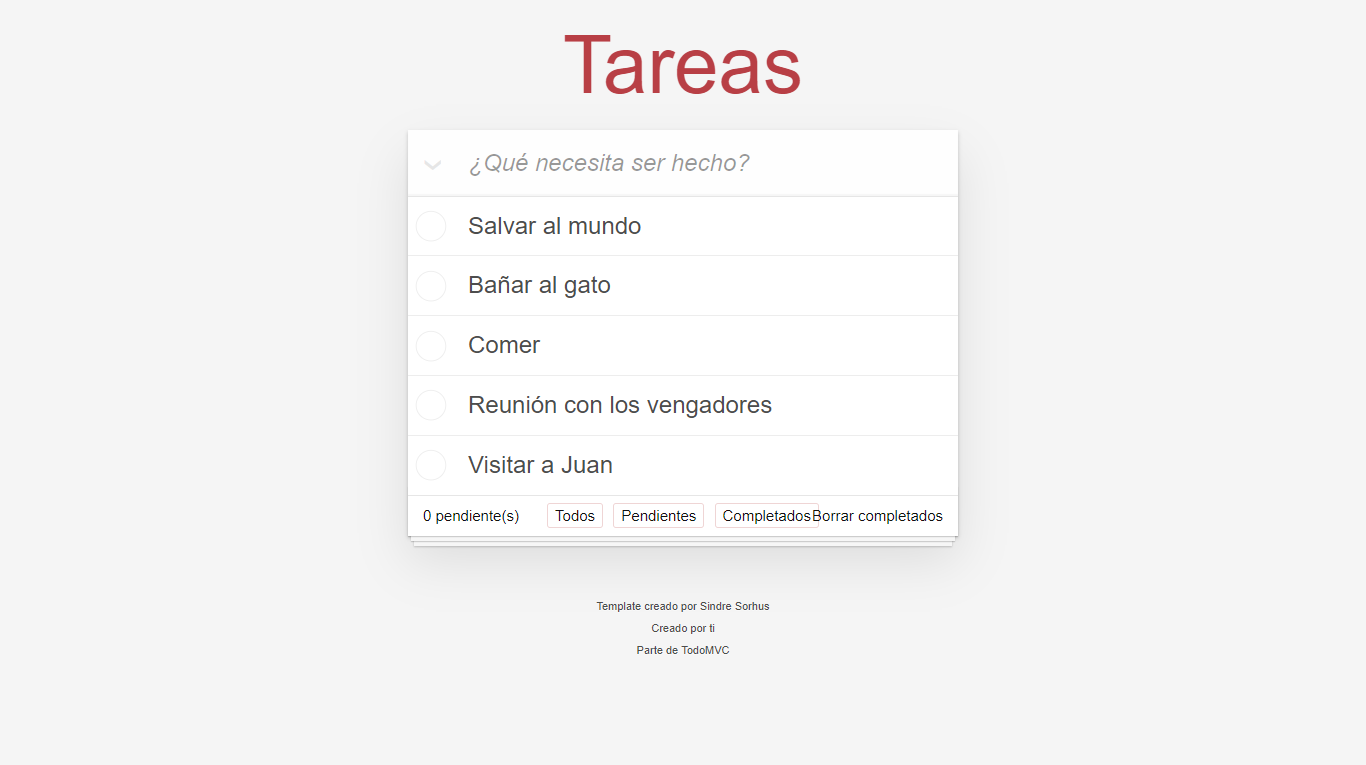 Tareas
¿Qué necesita ser hecho?
Salvar al mundo
Bañar al gato
Comer
Reunión con los vengadores
Visitar a Juan
0 pendiente(s) Todos Pendientes Completados Borrar completados
Template creado por Sindre Sorhus
Creado por ti
Parte de TodoMVC